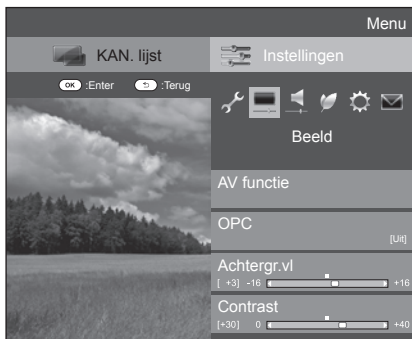 Menu
KAN. lijst
Instellingen
OK :Enter :Terug
Beeld
AV functie
OPC
[Uit]
Achtergr.vl
[ +3] -16 +16
Contrast
[+30] 0 +40